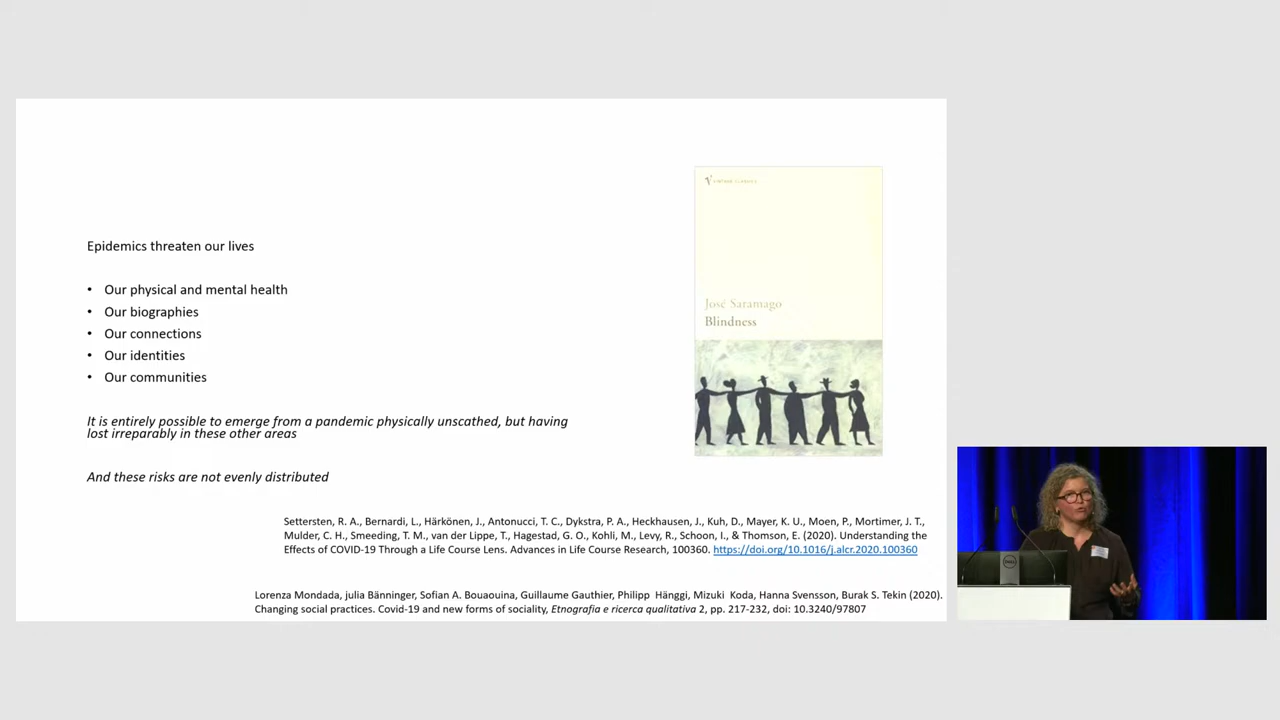 Epidemics threaten our lives
• Our physical and mental health
• Our biographies
• Our connections
• Our identities
• Our communities
It is entirely possible to emerge from a pandemic physically unscathed, but having
lost irreparably in these other areas
And these risks are not evenly distributed
José Saramago
Blindness
Settersten, R. A., Bernardi, L., Härkönen, J., Antonucci, T. C., Dykstra, P. A., Heckhausen, J., Kuh, D., Mayer, K. U., Moen, P., Mortimer, J. T.,
Mulder, C. H., Smeeding, T. M., van der Lippe, T., Hagestad, G. O., Kohli, M., Levy, R., Schoon, I., & Thomson, E. (2020). Understanding the
Effects of COVID-19 Through a Life Course Lens. Advances in Life Course Research, 100360. https://doi.org/10.1016/j.alcr.2020.100360
Lorenza Mondada, julia Bänninger, Sofian A. Bouaouina, Guillaume Gauthier, Philipp Hänggi, Mizuki Koda, Hanna Svensson, Burak S. Tekin (2020).
Changing social practices. Covid-19 and new forms of sociality, Etnografia e ricerca qualitativa 2, pp. 217-232, doi: 10.3240/97807
DELL